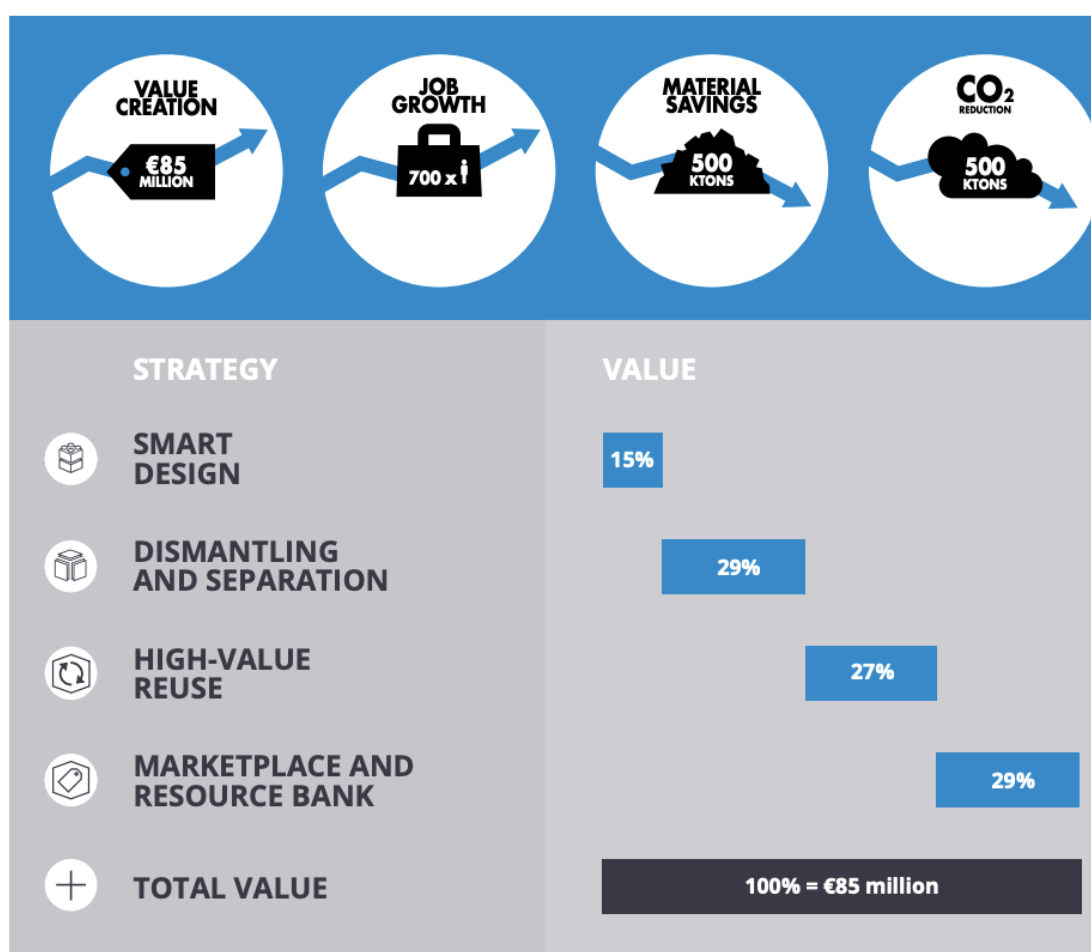 VALUE
CREATION
€85
MILLION
JOB
GROWTH
700 x
MATERIAL
SAVINGS
500
KTONS
CO₂
REDUCTION
500
KTONS
STRATEGY
VALUE
SMART
DESIGN
15%
DISMANTLING
AND SEPARATION
29%
HIGH-VALUE
REUSE
27%
MARKETPLACE AND
RESOURCE BANK
29%
TOTAL VALUE
100% = €85 million